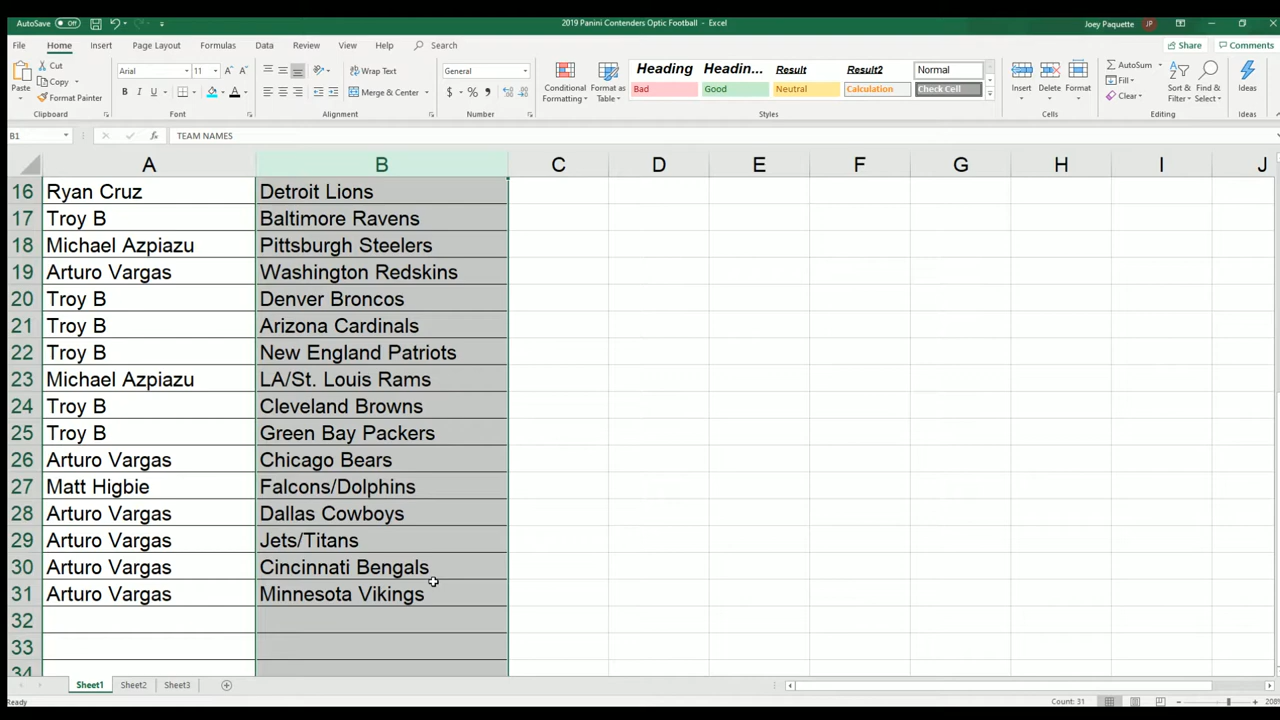 AutoSave Off 2019 Panini Contenders Optic Football - Excel Joey Paquette JP
File Home Insert Page Layout Formulas Data Review View Help Search Share Comments
Paste Cut Copy Format Painter Clipboard
Arial 11 A A B I U A Font
Wrap Text Merge & Center Alignment
General $ % Number
Conditional Formatting Format as Table
Heading Headin... Result Result2 Normal
Bad Good Neutral Calculation Check Cell
Styles
Insert Delete Format Cells
AutoSum Fill Clear Sort & Filter Find & Select Editing
Ideas Ideas
B1 fx TEAM NAMES
A B C D E F G H I J
16 Ryan Cruz Detroit Lions
17 Troy B Baltimore Ravens
18 Michael Azpiazu Pittsburgh Steelers
19 Arturo Vargas Washington Redskins
20 Troy B Denver Broncos
21 Troy B Arizona Cardinals
22 Troy B New England Patriots
23 Michael Azpiazu LA/St. Louis Rams
24 Troy B Cleveland Browns
25 Troy B Green Bay Packers
26 Arturo Vargas Chicago Bears
27 Matt Higbie Falcons/Dolphins
28 Arturo Vargas Dallas Cowboys
29 Arturo Vargas Jets/Titans
30 Arturo Vargas Cincinnati Bengals
31 Arturo Vargas Minnesota Vikings
32
33
34
Sheet1 Sheet2 Sheet3
Ready Count: 31